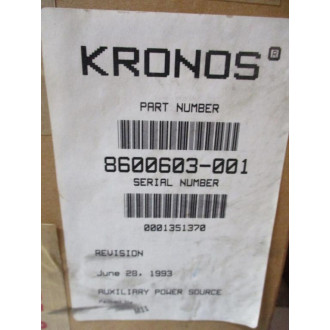 KRONOS®
PART NUMBER
8600603-001
SERIAL NUMBER
0001351370
REVISION
June 28, 1993
AUXILIARY POWER SOURCE